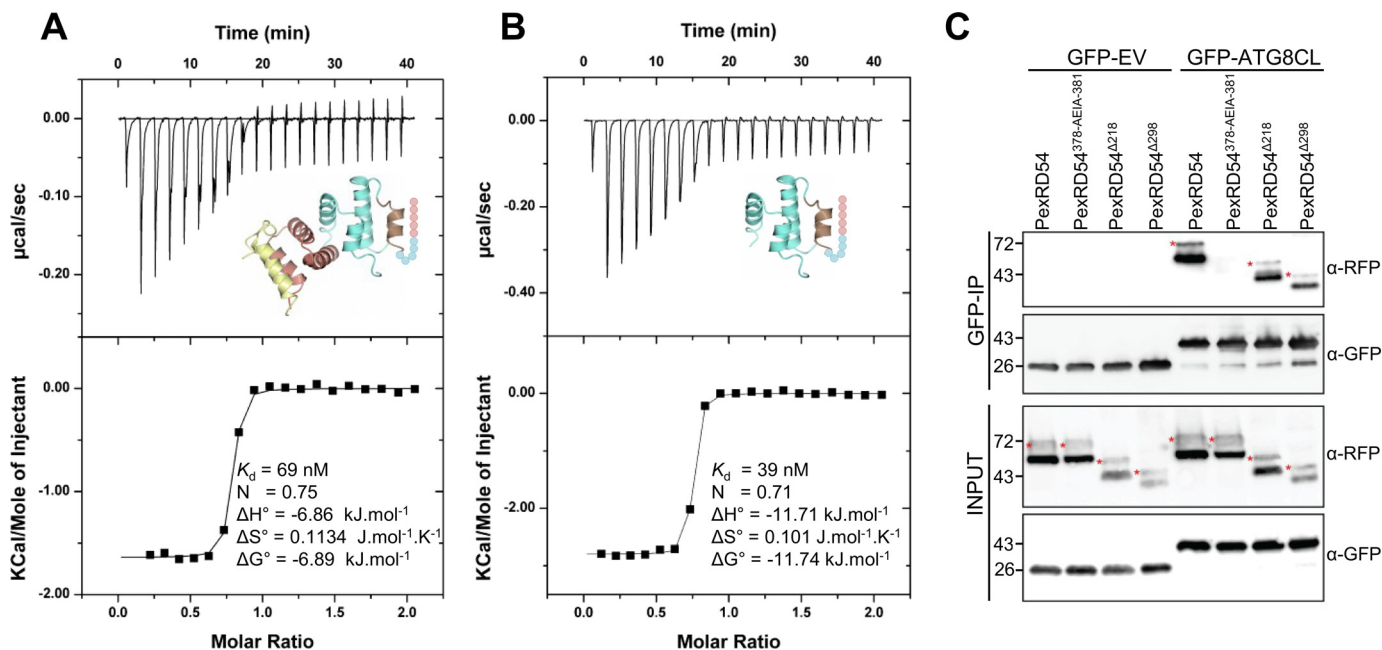 A
Time (min)
0 10 20 30 40
0.00
-0.10
-0.20
µcal/sec
0.00
-1.00
-2.00
KCal/Mole of Injectant
Kd = 69 nM
N = 0.75
ΔH° = -6.86 kJ.mol-1
ΔS° = 0.1134 J.mol-1.K-1
ΔG° = -6.89 kJ.mol-1
0.0 0.5 1.0 1.5 2.0
Molar Ratio
B
Time (min)
0 10 20 30 40
0.00
-0.20
-0.40
µcal/sec
0.00
-2.00
KCal/Mole of Injectant
Kd = 39 nM
N = 0.71
ΔH° = -11.71 kJ.mol-1
ΔS° = 0.101 J.mol-1.K-1
ΔG° = -11.74 kJ.mol-1
0.0 0.5 1.0 1.5 2.0
Molar Ratio
C
GFP-EV GFP-ATG8CL
PexRD54
PexRD54378-AEIA-381
PexRD54Δ218
PexRD54Δ298
PexRD54
PexRD54378-AEIA-381
PexRD54Δ218
PexRD54Δ298
GFP-IP
72
* * *
43
α-RFP
43
26
α-GFP
INPUT
72
* * * * * * * *
43
α-RFP
43
26
α-GFP